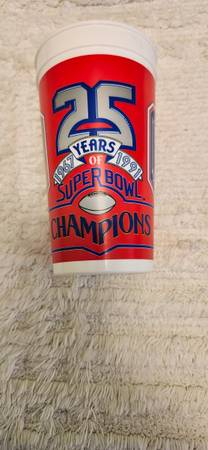 25
YEARS
1967 OF 1991
SUPER BOWL
CHAMPIONS